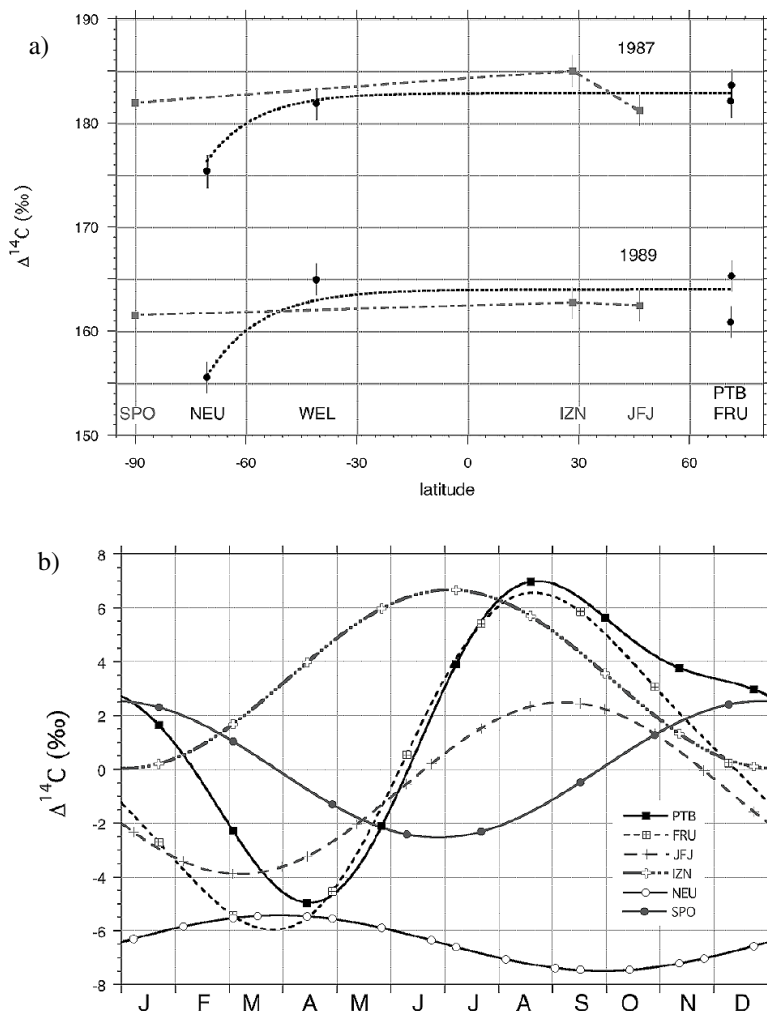 a)
190
1987
180
Δ14C (‰)
170
1989
160
PTB
SPO NEU WEL IZN JFJ FRU
150
-90 -60 -30 0 30 60
latitude
b)
8
6
4
2
Δ14C (‰)
0
-2
PTB
FRU
JFJ
-4
IZN
NEU
-6
SPO
-8
J F M A M J J A S O N D